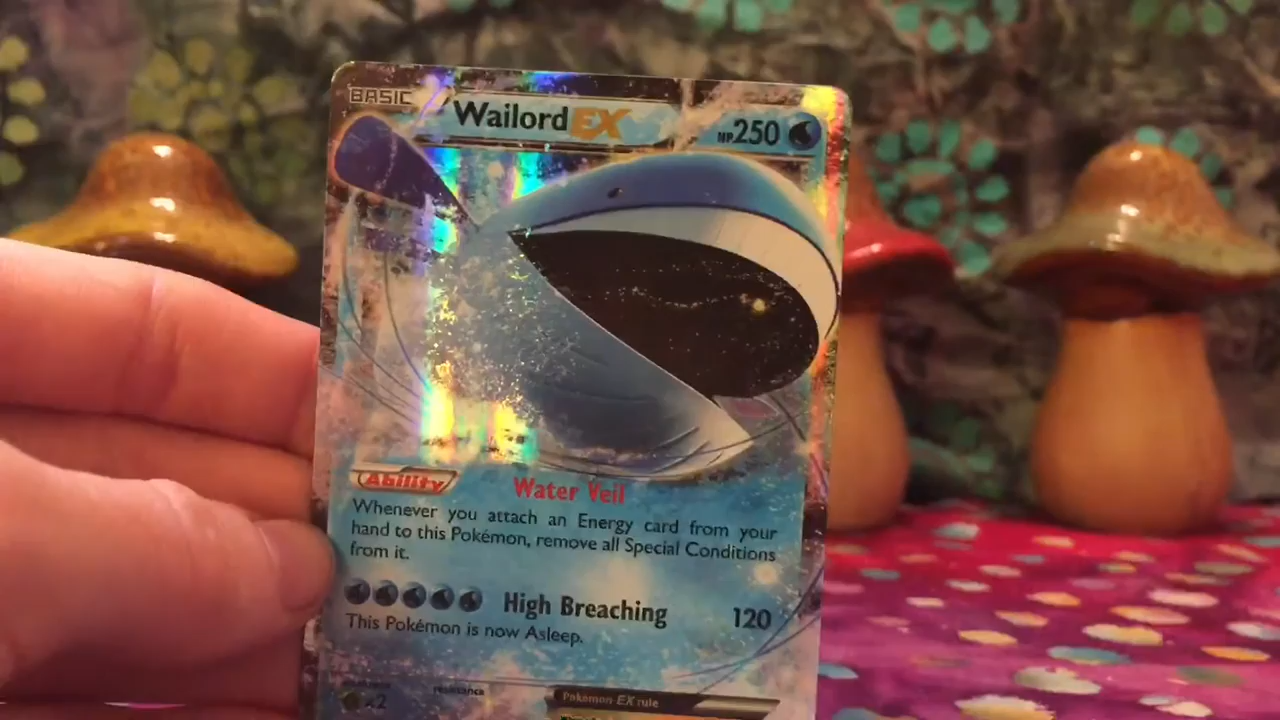 BASIC Wailord EX HP250
Ability Water Veil
Whenever you attach an Energy card from your
hand to this Pokémon, remove all Special Conditions
from it.
High Breaching 120
This Pokémon is now Asleep.
resistance
x2
Pokémon EX rule